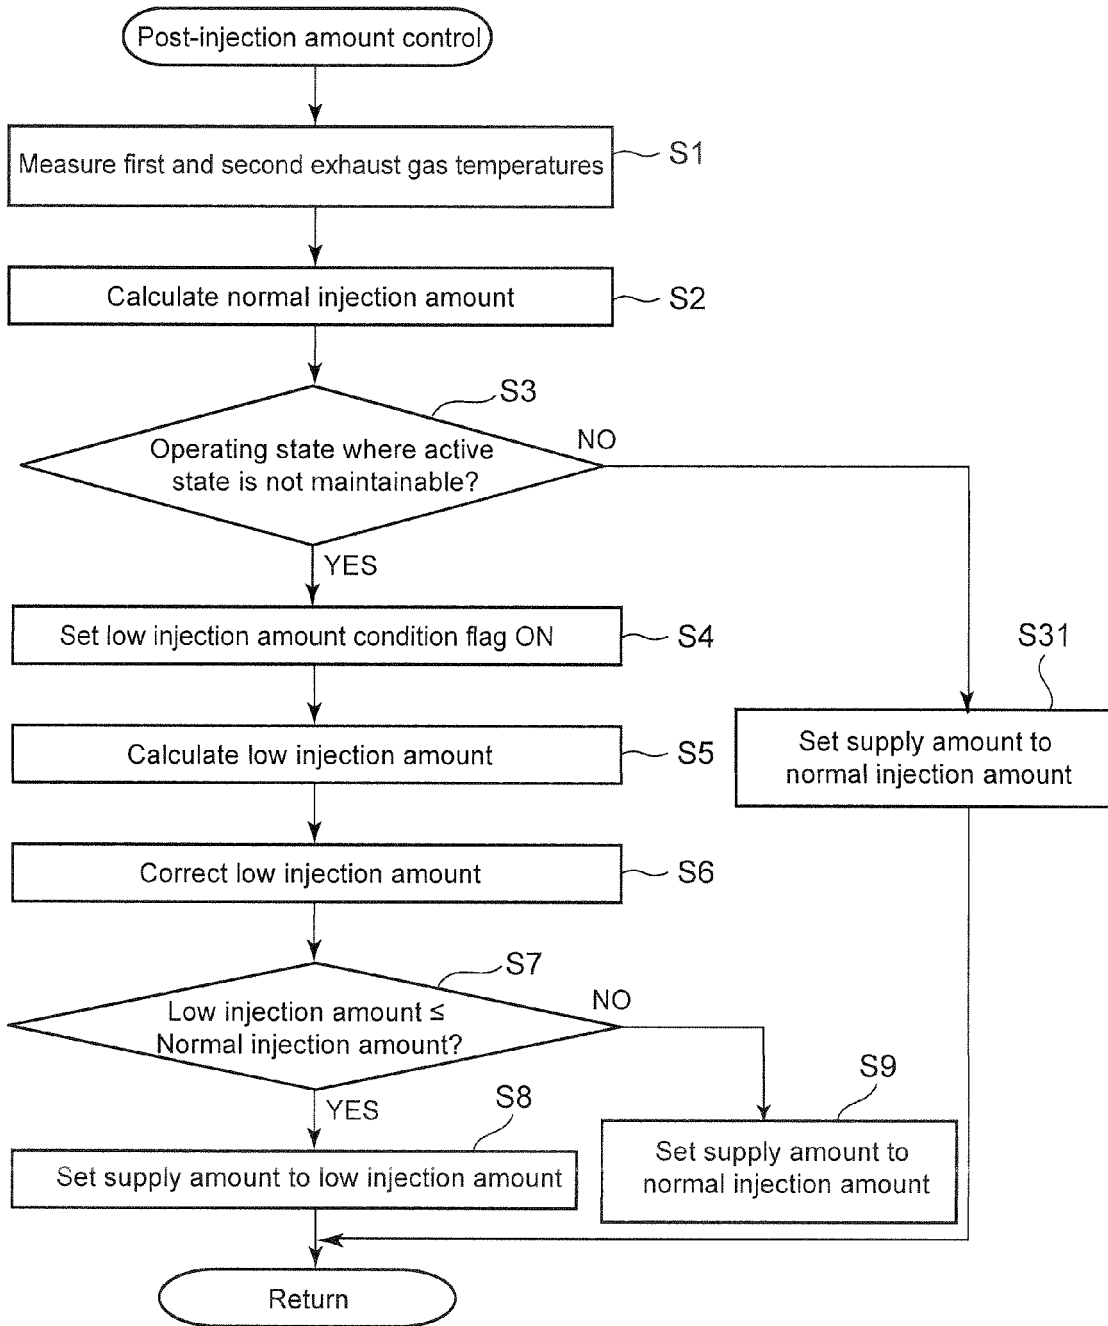 Post-injection amount control
Measure first and second exhaust gas temperatures
S1
Calculate normal injection amount
S2
S3
Operating state where active
state is not maintainable?
NO
YES
Set low injection amount condition flag ON
S4
S31
Set supply amount to
normal injection amount
Calculate low injection amount
S5
Correct low injection amount
S6
S7
Low injection amount ≤
Normal injection amount?
NO
YES
S8
Set supply amount to low injection amount
S9
Set supply amount to
normal injection amount
Return